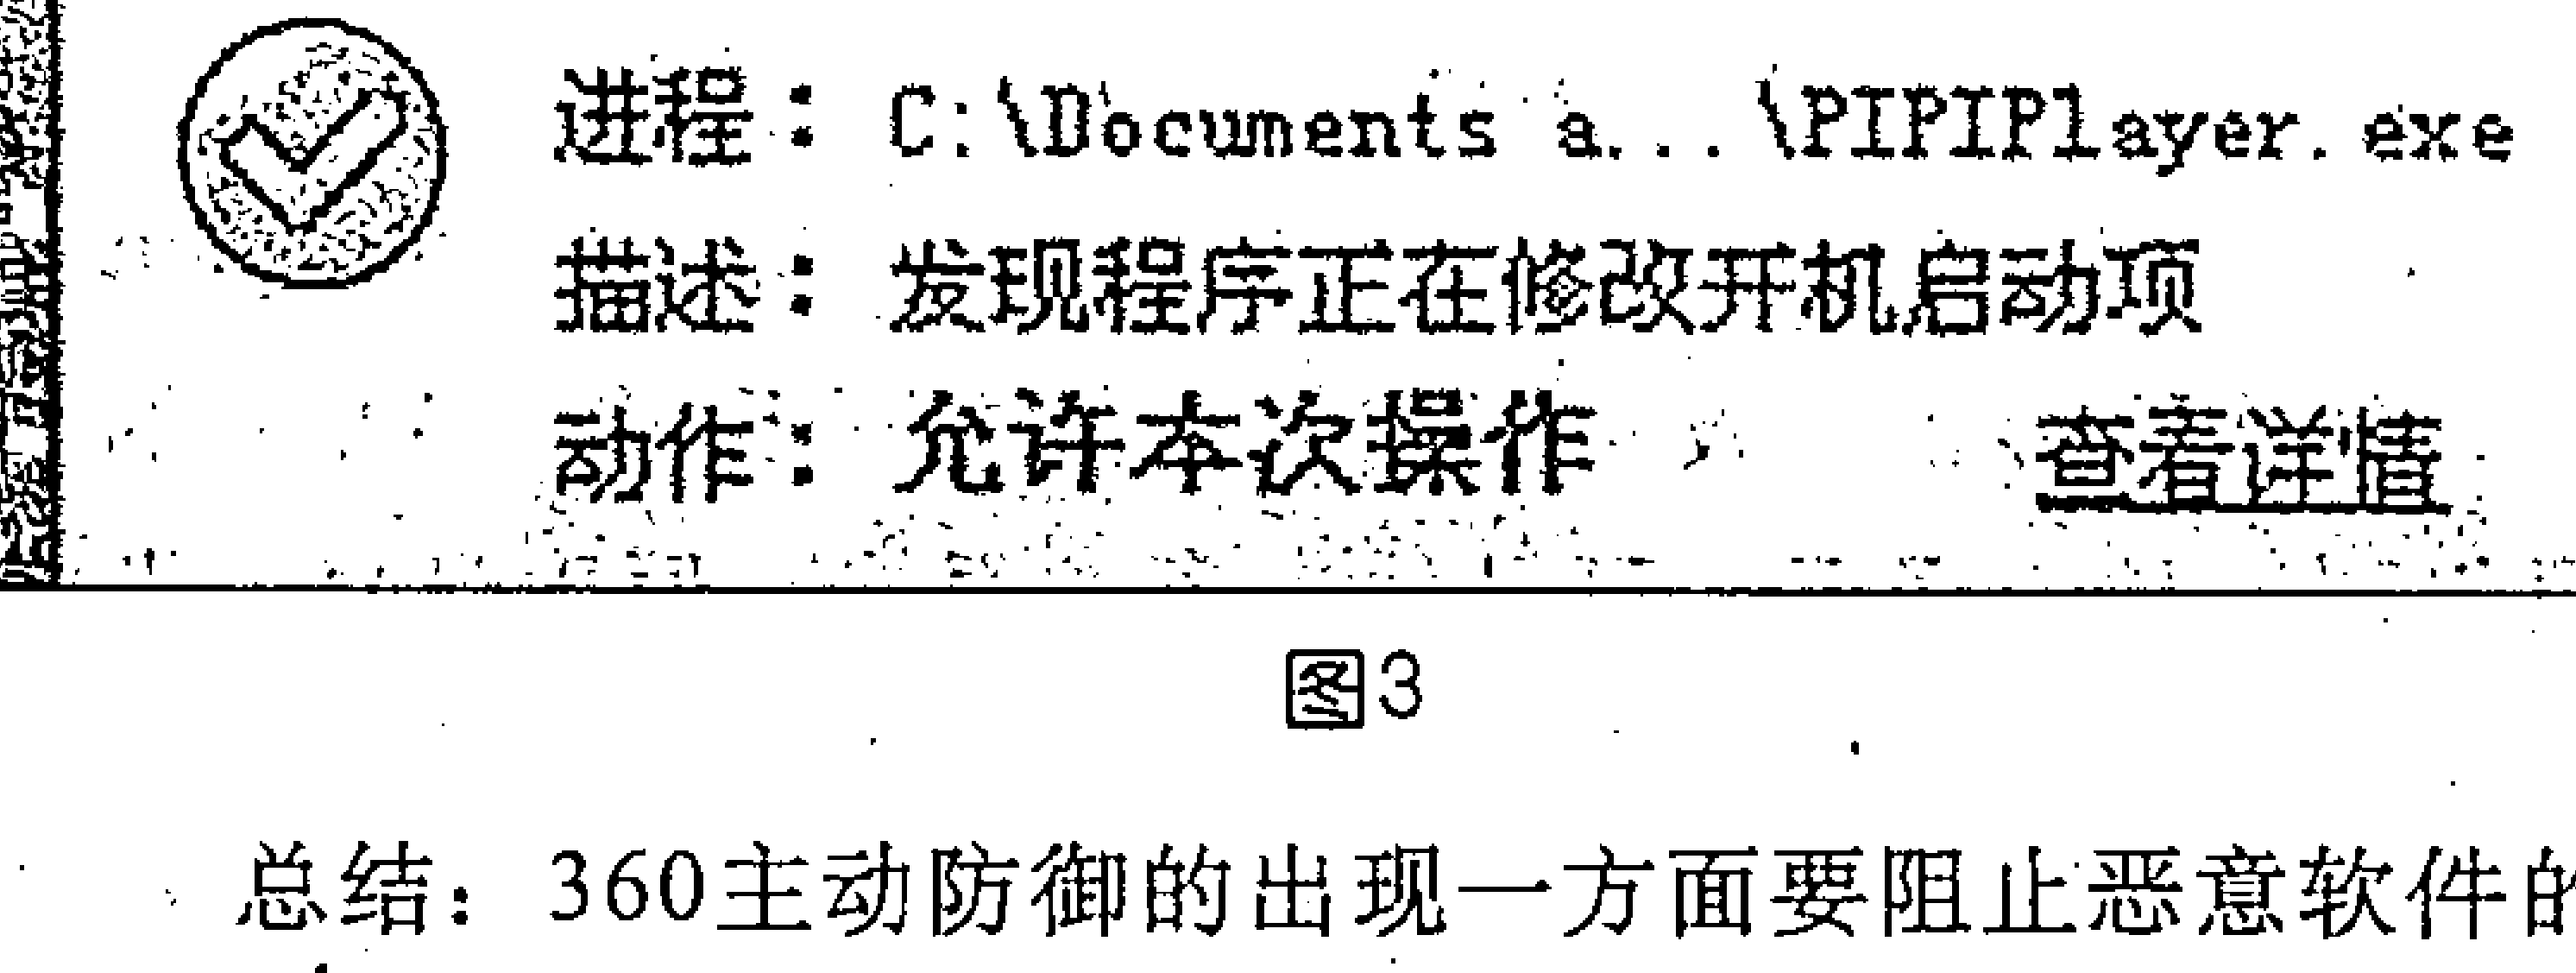 进程：C:\Documents a...\PIPIPlayer.exe
描述：发现程序正在修改开机启动项
动作：允许本次操作 查看详情
图3
总结：360主动防御的出现一方面要阻止恶意软件的